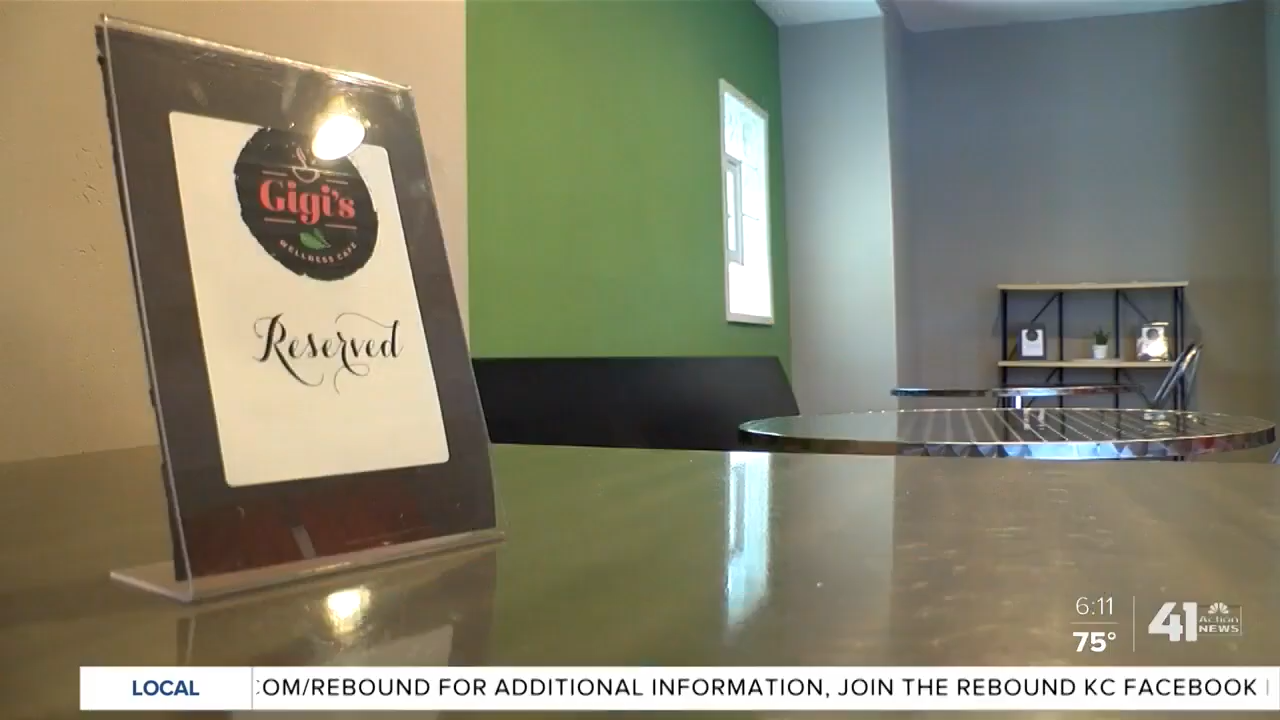 Gigi's
WELLNESS CAFE
Reserved
6:11
75°
41 Action NEWS
LOCAL
OM/REBOUND FOR ADDITIONAL INFORMATION, JOIN THE REBOUND KC FACEBOOK